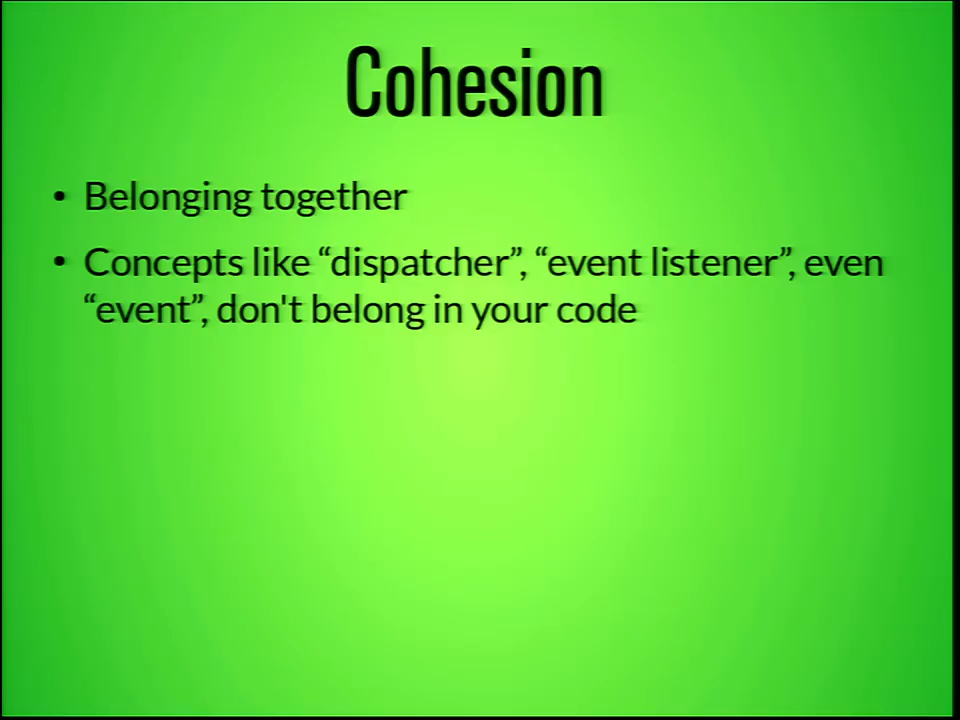 Cohesion
• Belonging together
• Concepts like “dispatcher”, “event listener”, even
“event”, don't belong in your code